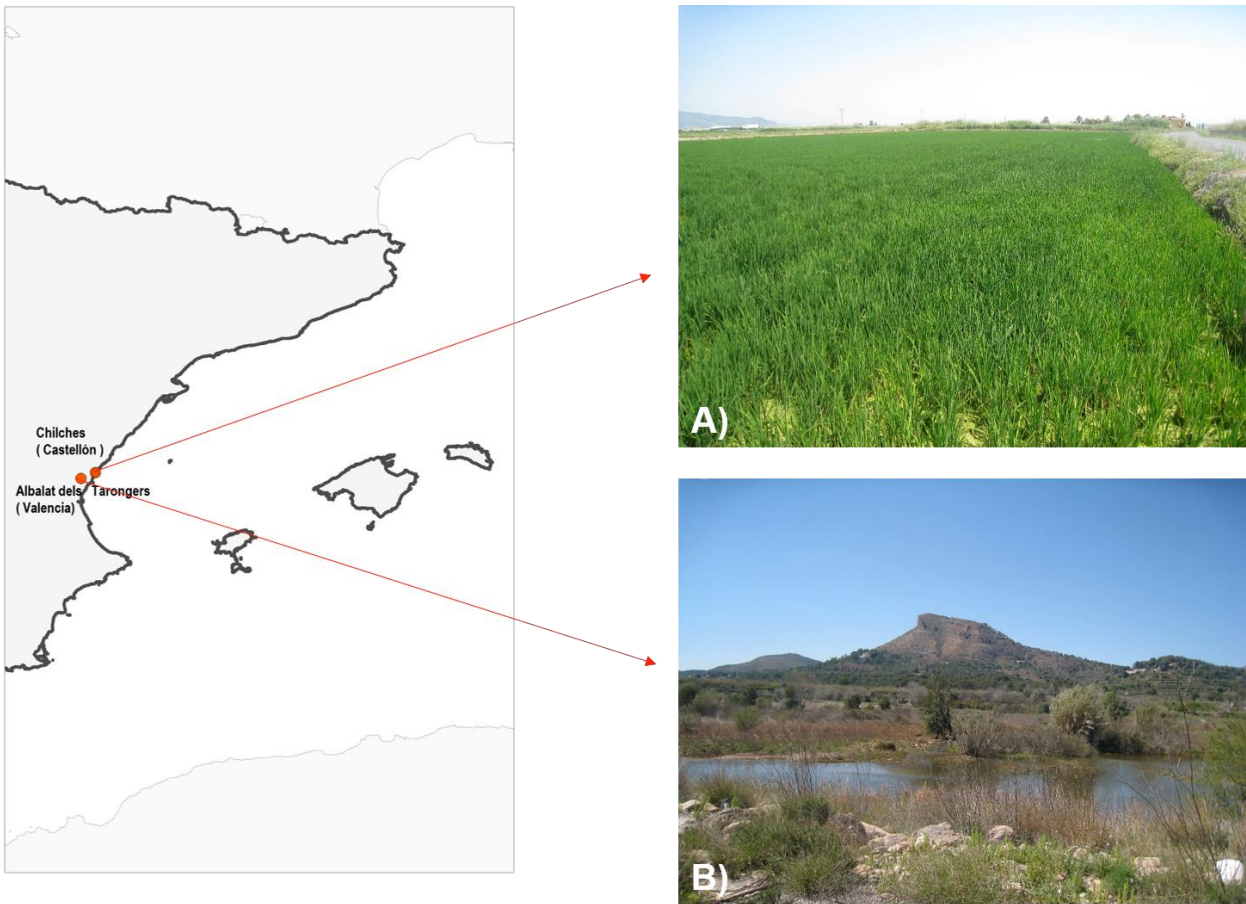 Chilches
( Castellón )
Albalat dels Tarongers
( Valencia)
A)
B)